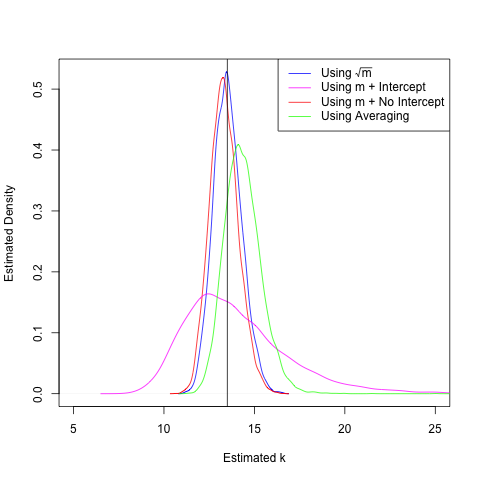 Using √m
Using m + Intercept
Using m + No Intercept
Using Averaging
Estimated Density
0.0 0.1 0.2 0.3 0.4 0.5
5 10 15 20 25
Estimated k